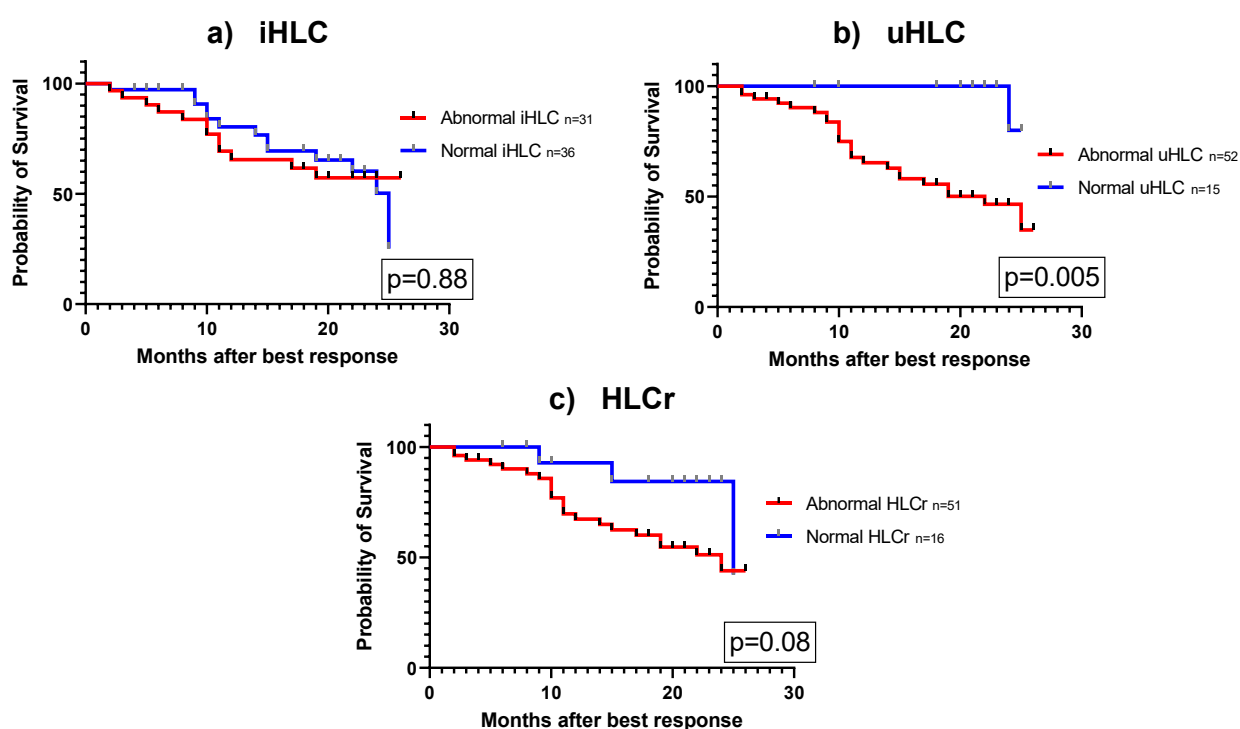 a) iHLC
Probability of Survival
100
50
0
Abnormal iHLC n=31
Normal iHLC n=36
p=0.88
0 10 20 30
Months after best response
b) uHLC
Probability of Survival
100
50
0
Abnormal uHLC n=52
Normal uHLC n=15
p=0.005
0 10 20 30
Months after best response
c) HLCr
Probability of Survival
100
50
0
Abnormal HLCr n=51
Normal HLCr n=16
p=0.08
0 10 20 30
Months after best response